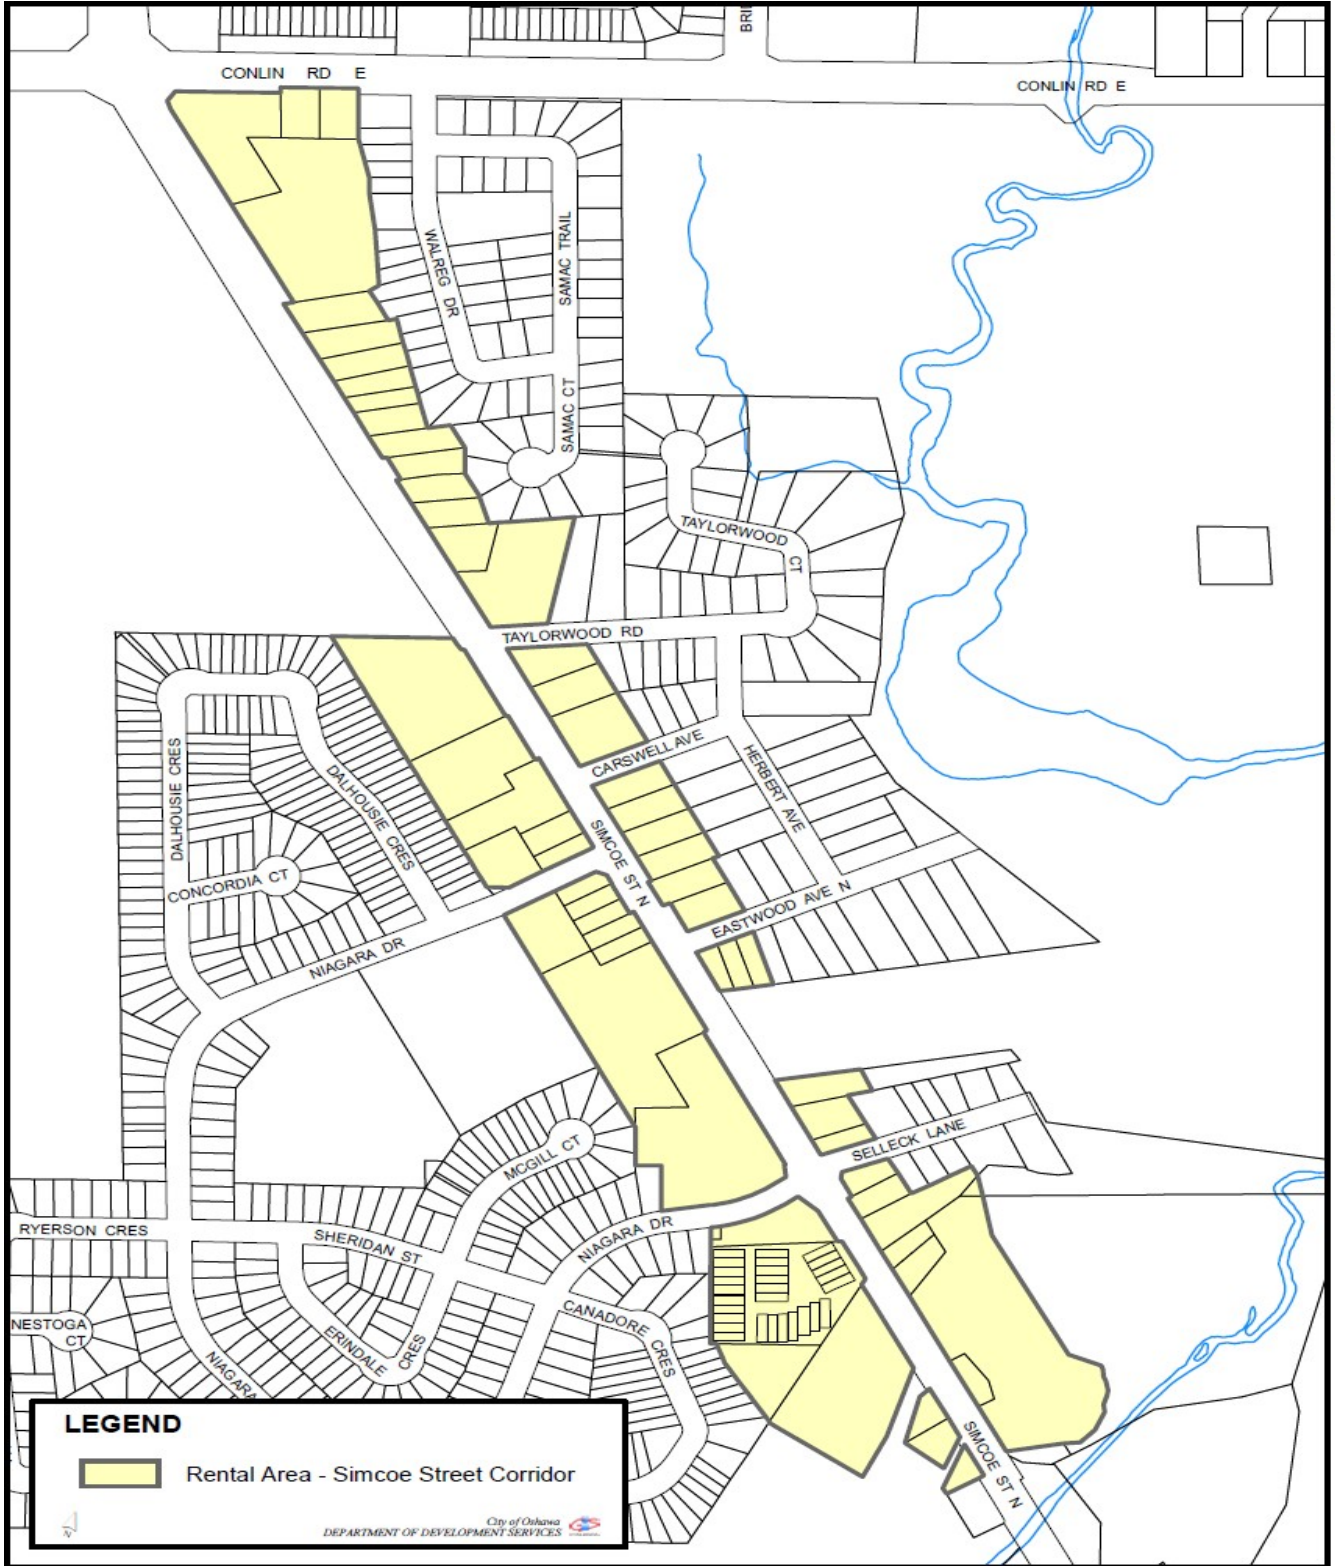 BRI
CONLIN RD E
CONLIN RD E
WALREG DR
SAMAC TRAIL
SAMAC CT
TAYLORWOOD
CT
TAYLORWOOD RD
CARSWELL AVE
HERBERT AVE
DALHOUSIE CRES
DALHOUSIE CRES
SIMCOE ST N
CONCORDIA CT
EASTWOOD AVE N
NIAGARA DR
SELLECK LANE
MCGILL CT
RYERSON CRES
SHERIDAN ST
NIAGARA DR
NESTOGA
CT
ERINDALE
CRES
CANADORE
CRES
NIAGARA
SIMCOE ST N
LEGEND
Rental Area - Simcoe Street Corridor
N
City of Oshawa
DEPARTMENT OF DEVELOPMENT SERVICES